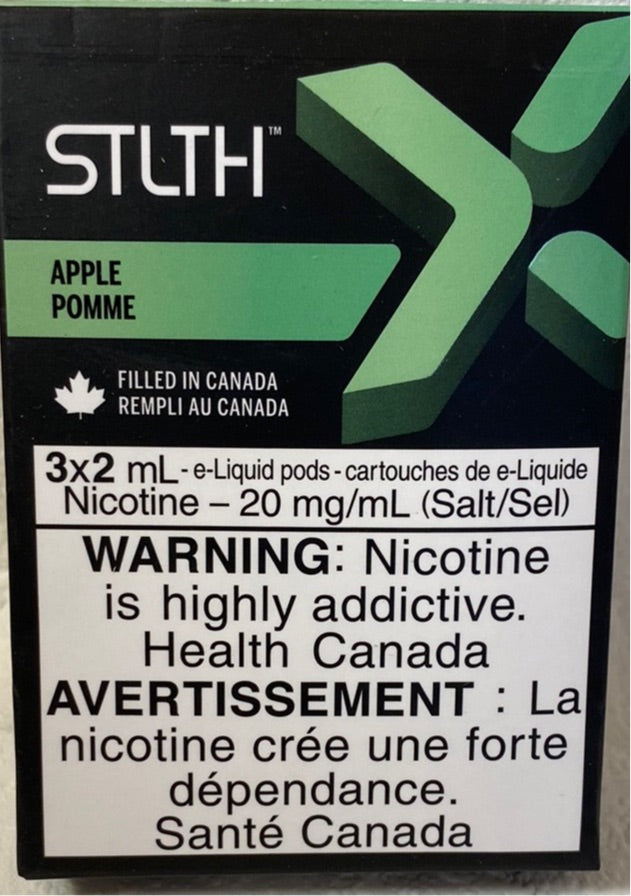 STLTH™
APPLE
POMME
FILLED IN CANADA
REMPLI AU CANADA
3x2 mL - e-Liquid pods - cartouches de e-Liquide
Nicotine – 20 mg/mL (Salt/Sel)
WARNING: Nicotine
is highly addictive.
Health Canada
AVERTISSEMENT : La
nicotine crée une forte
dépendance.
Santé Canada